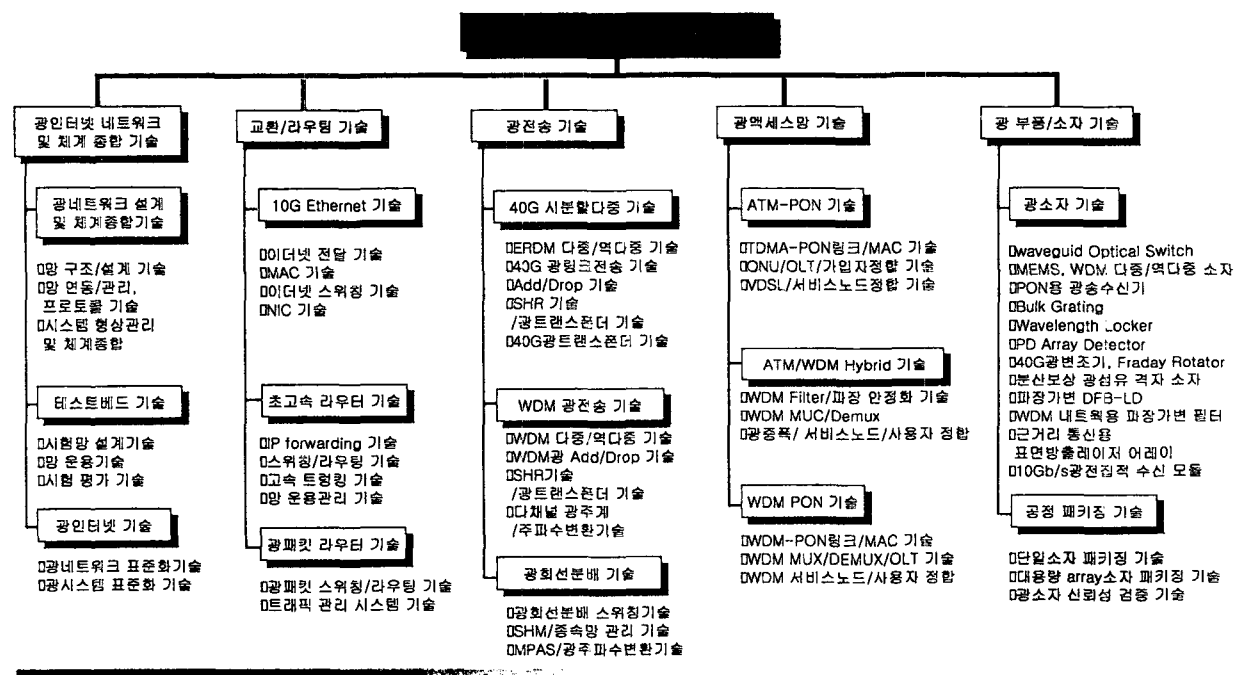 광인터넷 네트워크
및 체계 종합 기술
광네트워크 설계
및 체계종합기술
망 구조/설계 기술
망 연동/관리,
프로토콜 기술
시스템 형상관리
및 체계종합
테스트베드 기술
시험망 설계기술
망 운용기술
시험 평가 기술
광인터넷 기술
광네트워크 표준화기술
광시스템 표준화 기술
교환/라우팅 기술
10G Ethernet 기술
이더넷 전달 기술
MAC 기술
이더넷 스위칭 기술
NIC 기술
초고속 라우터 기술
IP forwarding 기술
스위칭/라우팅 기술
고속 트렁킹 기술
망 운용관리 기술
광패킷 라우터 기술
광패킷 스위칭/라우팅 기술
트래픽 관리 시스템 기술
광전송 기술
40G 시분할다중 기술
ERDM 다중/역다중 기술
40G 광링크전송 기술
Add/Drop 기술
SHR 기술
/광트랜스폰더 기술
40G광트랜스폰더 기술
WDM 광전송 기술
WDM 다중/역다중 기술
WDM광 Add/Drop 기술
SHR기술
/광트랜스폰더 기술
다채널 광주계
/주파수변환기술
광회선분배 기술
광회선분배 스위칭기술
SHM/종속망 관리 기술
MPAS/광주파수변환기술
광액세스망 기술
ATM-PON 기술
TDMA-PON링크/MAC 기술
ONU/OLT/가입자정합 기술
VDSL/서비스노드정합 기술
ATM/WDM Hybrid 기술
WDM Filter/파장 안정화 기술
WDM MUC/Demux
광증폭/ 서비스노드/사용자 정합
WDM PON 기술
WDM-PON링크/MAC 기술
WDM MUX/DEMUX/OLT 기술
WDM 서비스노드/사용자 정합
광 부품/소자 기술
광소자 기술
waveguid Optical Switch
MEMS, WDM 다중/역다중 소자
PON용 광송수신기
Bulk Grating
Wavelength Locker
PD Array Detector
40G광변조기, Fraday Rotator
분산보상 광섬유 격자 소자
파장가변 DFB-LD
WDM 네트웍용 파장가변 필터
근거리 통신용
표면방출레이저 어레이
10Gb/s광전집적 수신 모듈
공정 패키징 기술
단일소자 패키징 기술
대용량 array소자 패키징 기술
광소자 신뢰성 검증 기술